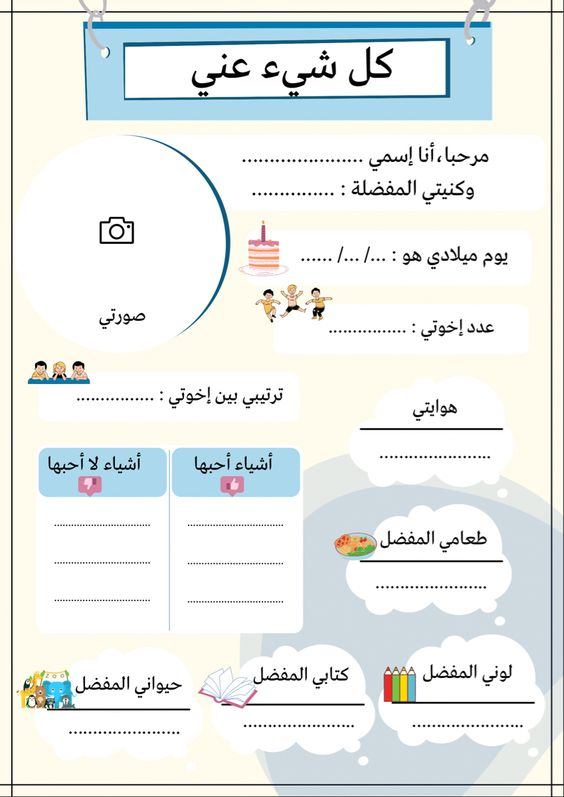 كل شيء عني
مرحبا،أنا إسمي ......................
وكنيتي المفضلة : ...............
يوم ميلادي هو : .../ .../ ......
صورتي
عدد إخوتي : ................
ترتيبي بين إخوتي : ................
هوايتي
......................
أشياء أحبها
أشياء لا أحبها
طعامي المفضل
......................
لوني المفضل
......................
كتابي المفضل
......................
حيواني المفضل
......................